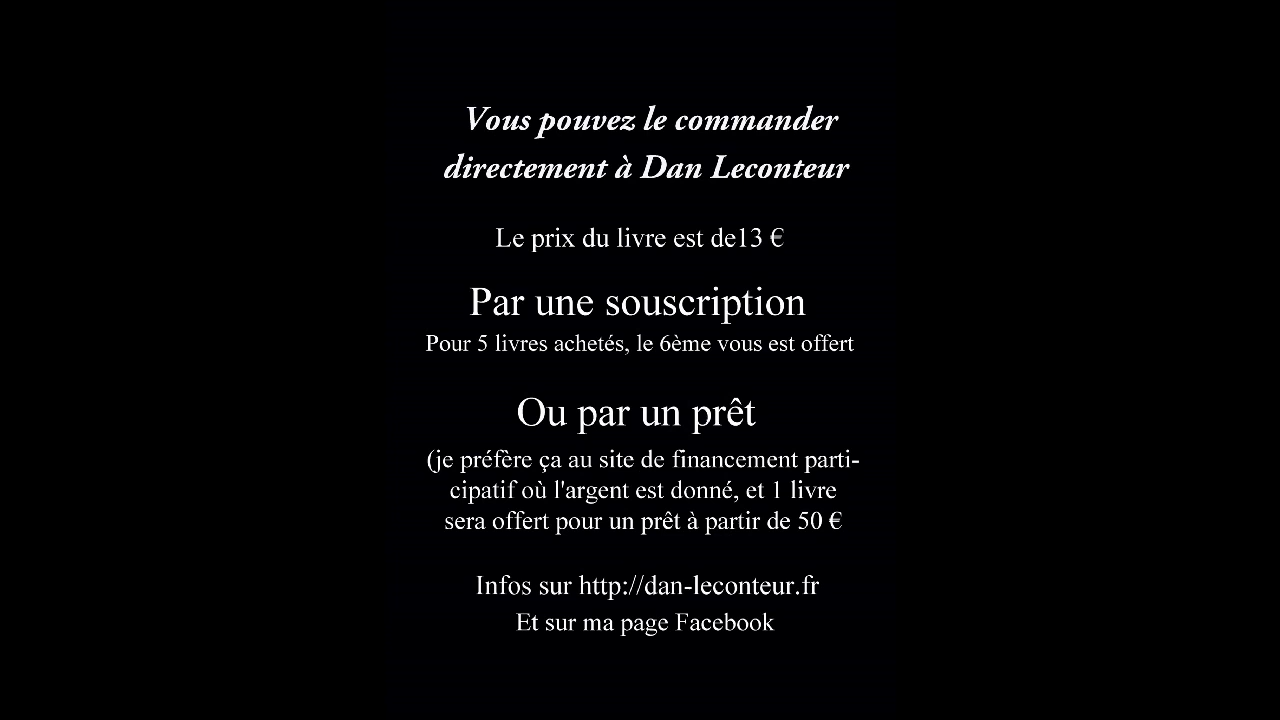 Vous pouvez le commander
directement à Dan Leconteur
Le prix du livre est de13 €
Par une souscription
Pour 5 livres achetés, le 6ème vous est offert
Ou par un prêt
(je préfère ça au site de financement parti-
cipatif où l'argent est donné, et 1 livre
sera offert pour un prêt à partir de 50 €
Infos sur http://dan-leconteur.fr
Et sur ma page Facebook